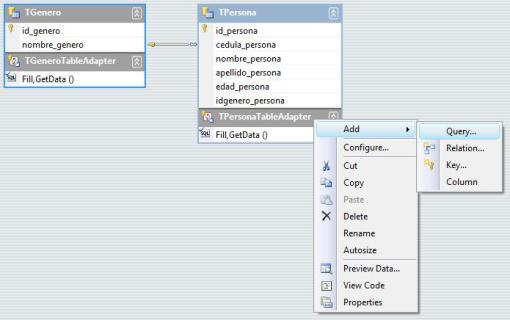 TGenero
id_genero
nombre_genero
TGeneroTableAdapter
Fill,GetData ()
TPersona
id_persona
cedula_persona
nombre_persona
apellido_persona
edad_persona
idgenero_persona
TPersonaTableAdapter
Fill,GetData ()
Add
Configure...
Cut
Copy
Paste
Delete
Rename
Autosize
Preview Data...
View Code
Properties
Query...
Relation...
Key...
Column